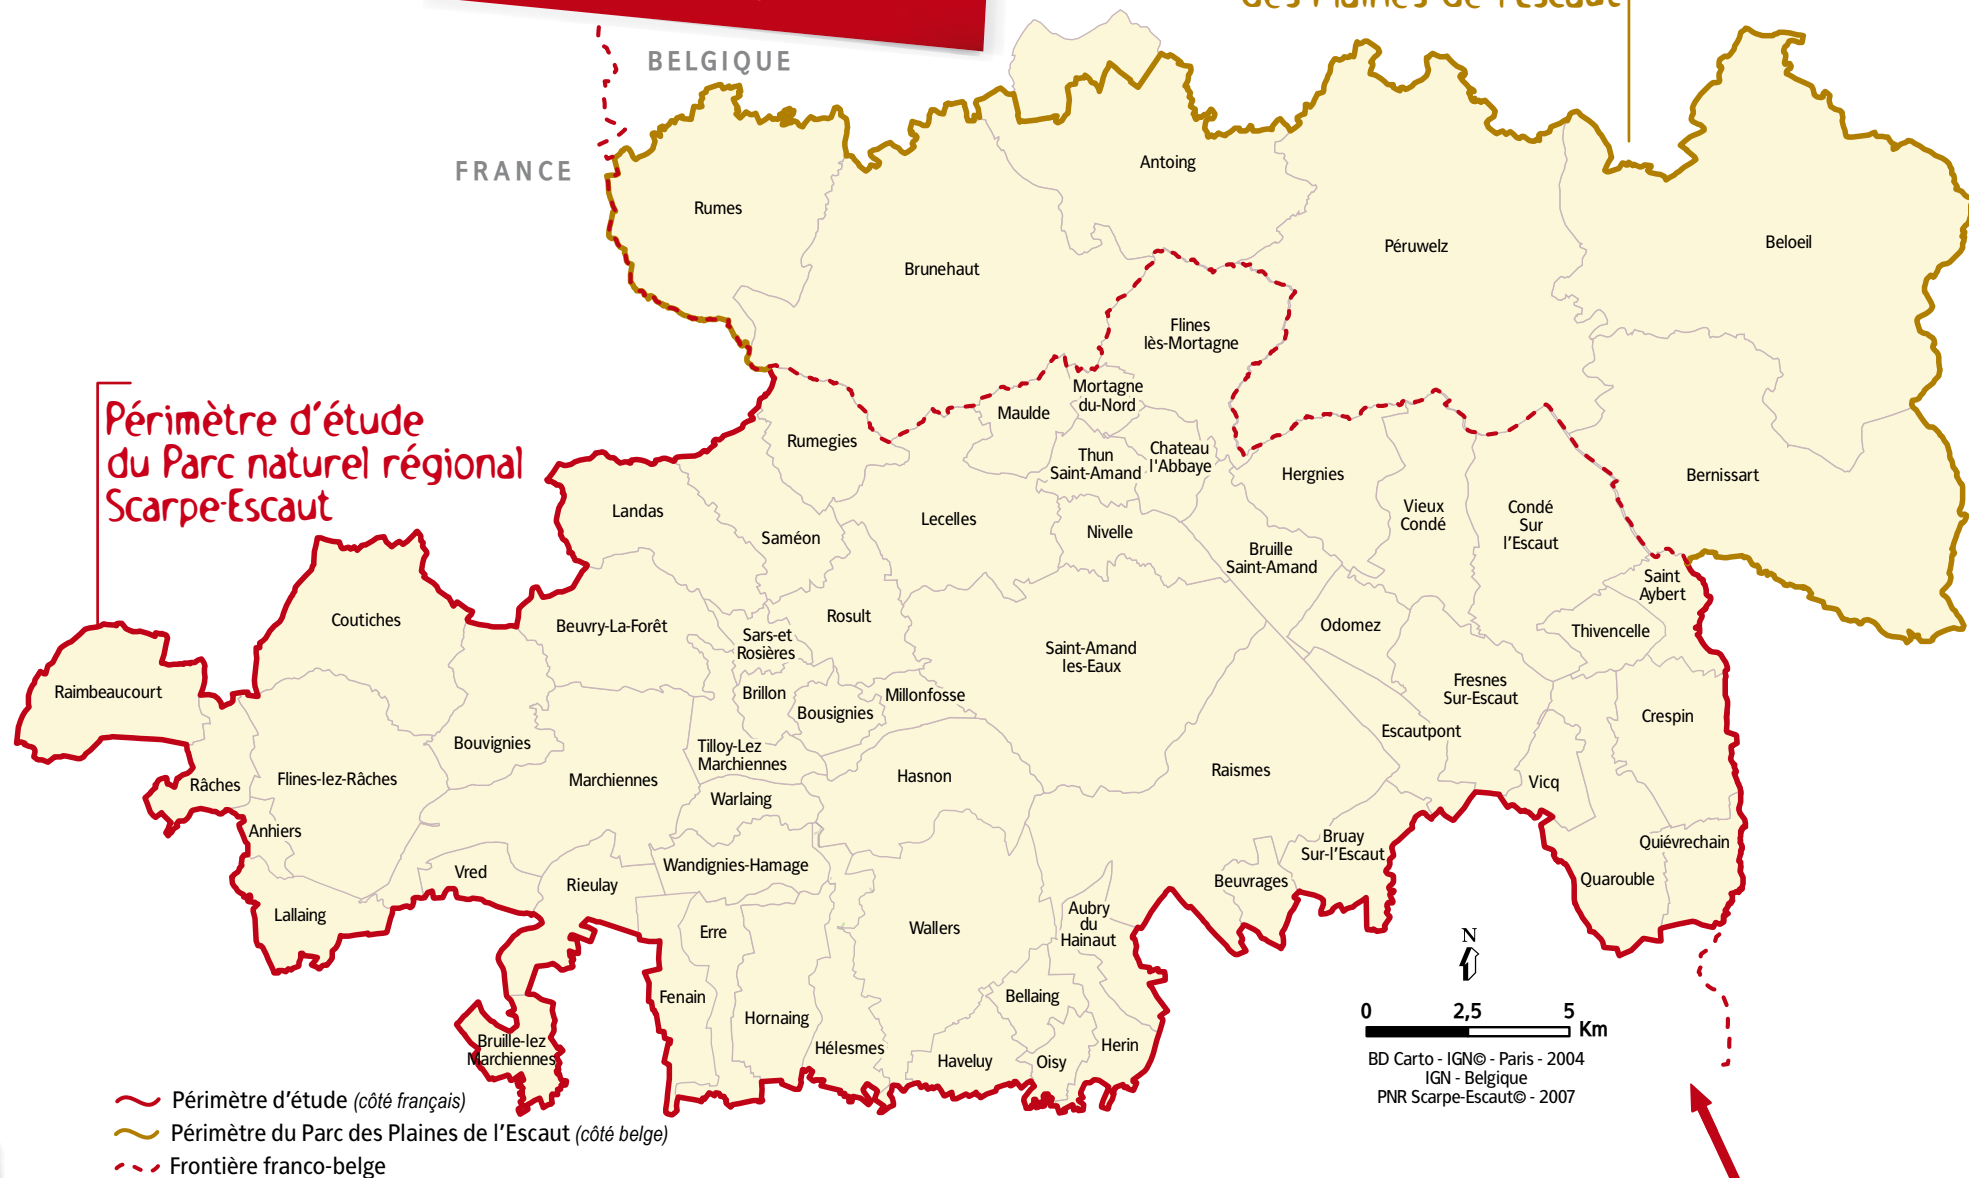 des Plaines de l'Escaut
BELGIQUE
FRANCE
Antoing
Rumes
Péruwelz
Beloeil
Brunehaut
Flines
lès-Mortagne
Périmètre d'étude
du Parc naturel régional
Scarpe-Escaut
Mortagne
du-Nord
Maulde
Rumegies
Chateau
l'Abbaye
Thun
Saint-Amand
Hergnies
Bernissart
Landas
Vieux
Condé
Condé
Sur
l'Escaut
Lecelles
Saméon
Nivelle
Bruille
Saint-Amand
Saint
Aybert
Coutiches
Beuvry-La-Forêt
Rosult
Odomez
Thivencelle
Sars-et
Rosières
Saint-Amand
les-Eaux
Raimbeaucourt
Brillon
Millonfosse
Fresnes
Sur-Escaut
Bousignies
Crespin
Escautpont
Bouvignies
Tilloy-Lez
Marchiennes
Râches
Flines-lez-Râches
Marchiennes
Hasnon
Raismes
Vicq
Warlaing
Anhiers
Bruay
Sur-l'Escaut
Quiévrechain
Vred
Wandignies-Hamage
Rieulay
Beuvrages
Quarouble
Lallaing
Erre
Wallers
Aubry
du
Hainaut
N
Fenain
Bellaing
Hornaing
0 2,5 5
Km
Bruille-lez
Marchiennes
Hélesmes
Haveluy
Oisy
Herin
BD Carto - IGN© - Paris - 2004
IGN - Belgique
PNR Scarpe-Escaut© - 2007
Périmètre d'étude (côté français)
Périmètre du Parc des Plaines de l'Escaut (côté belge)
Frontière franco-belge